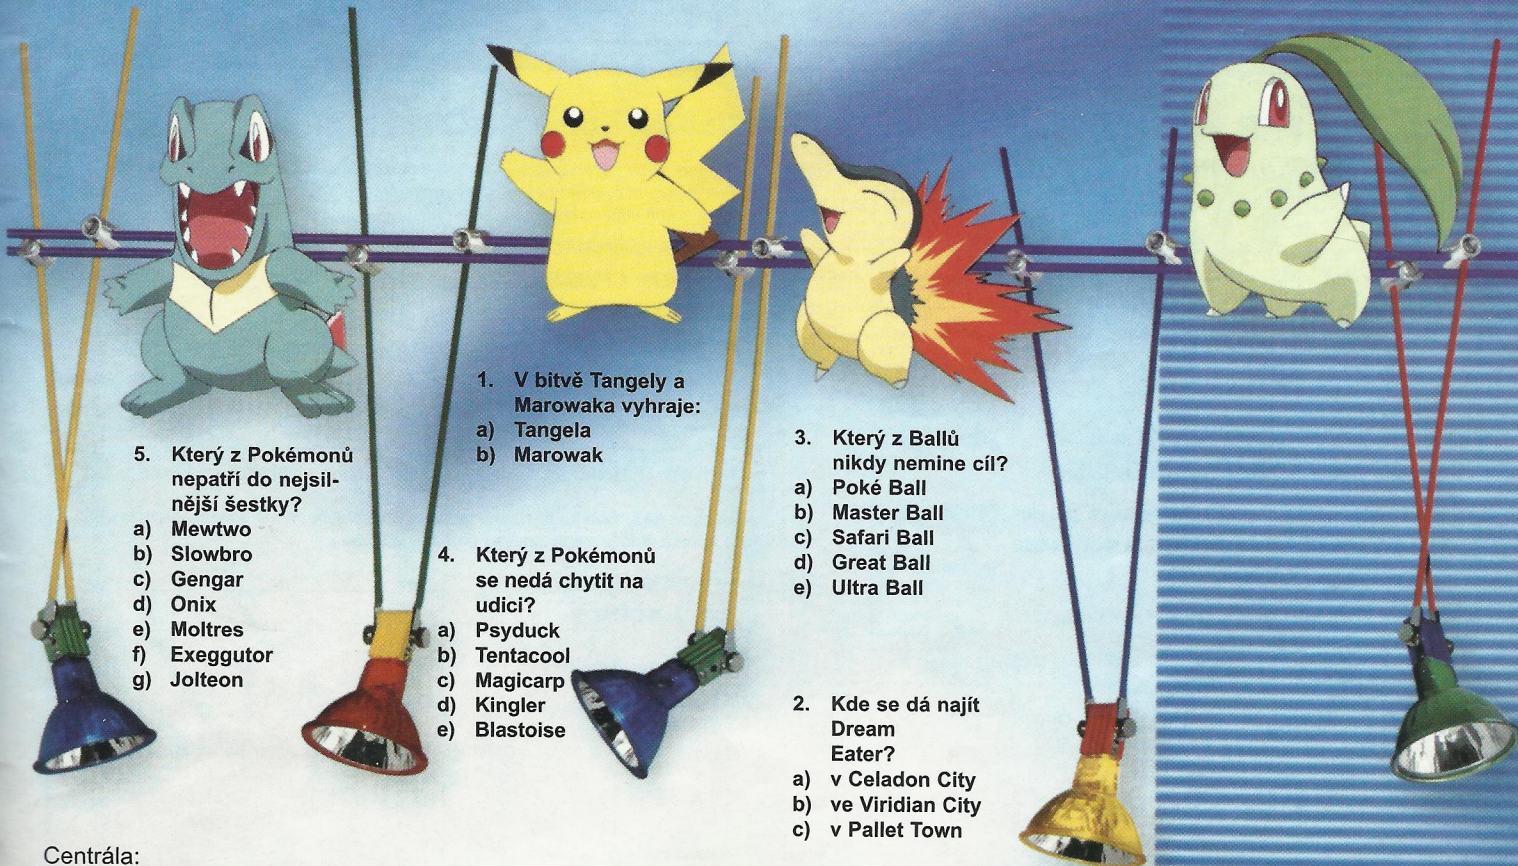 1. V bitvě Tangely a
Marowaka vyhraje:
a) Tangela
b) Marowak
2. Kde se dá najít
Dream
Eater?
a) v Celadon City
b) ve Viridian City
c) v Pallet Town
3. Který z Ballů
nikdy nemine cíl?
a) Poké Ball
b) Master Ball
c) Safari Ball
d) Great Ball
e) Ultra Ball
4. Který z Pokémonů
se nedá chytit na
udici?
a) Psyduck
b) Tentacool
c) Magicarp
d) Kingler
e) Blastoise
5. Který z Pokémonů
nepatří do nejsil-
nější šestky?
a) Mewtwo
b) Slowbro
c) Gengar
d) Onix
e) Moltres
f) Exeggutor
g) Jolteon
Centrála: